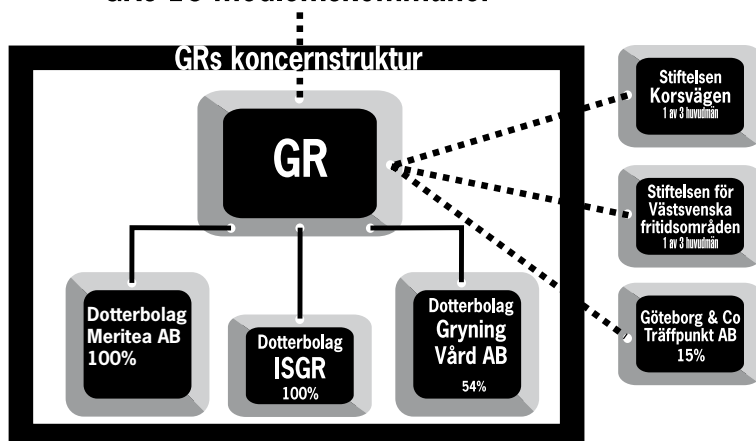 GRs koncernstruktur
GR
Stiftelsen
Korsvägen
1 av 3 huvudmän
Stiftelsen för
Västsvenska
fritidsområden
1 av 3 huvudmän
Göteborg & Co
Träffpunkt AB
15%
Dotterbolag
Meritea AB
100%
Dotterbolag
ISGR
100%
Dotterbolag
Gryning
Vård AB
54%